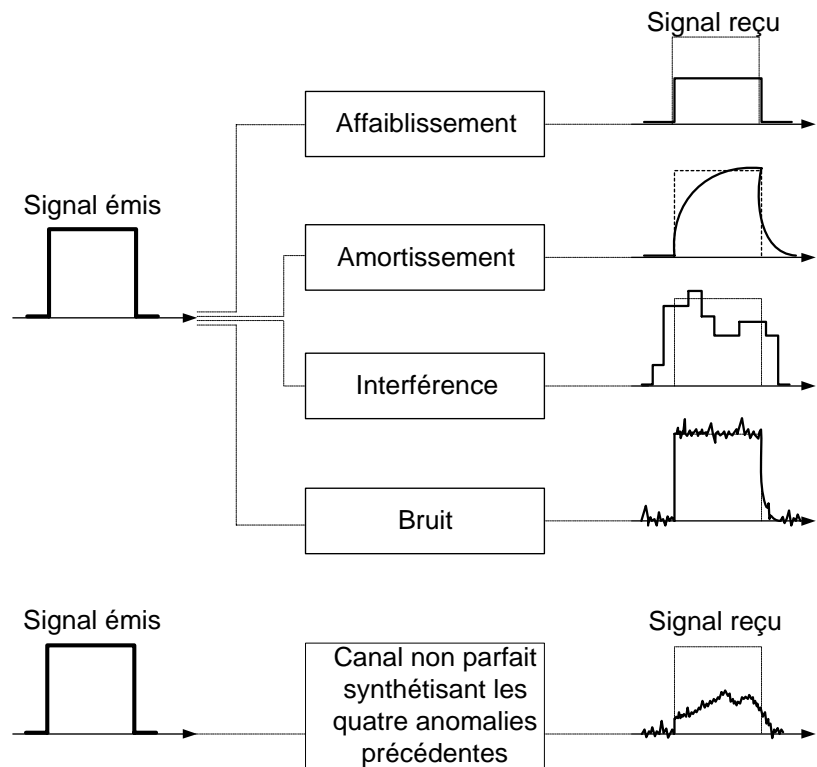 Signal reçu
Affaiblissement
Signal émis
Amortissement
Interférence
Bruit
Signal émis
Signal reçu
Canal non parfait
synthétisant les
quatre anomalies
précédentes